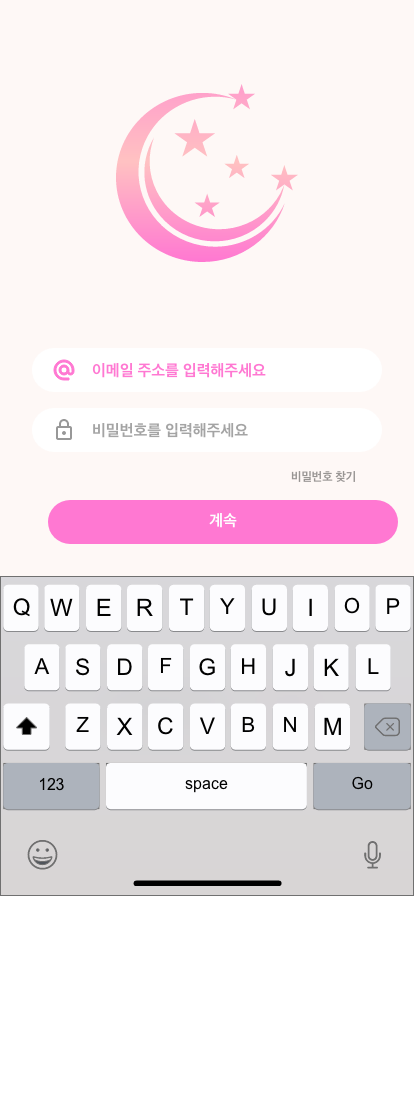 이메일 주소를 입력해주세요
비밀번호를 입력해주세요
비밀번호 찾기
계속
Q W E R T Y U I O P
A S D F G H J K L
Z X C V B N M
123 space Go